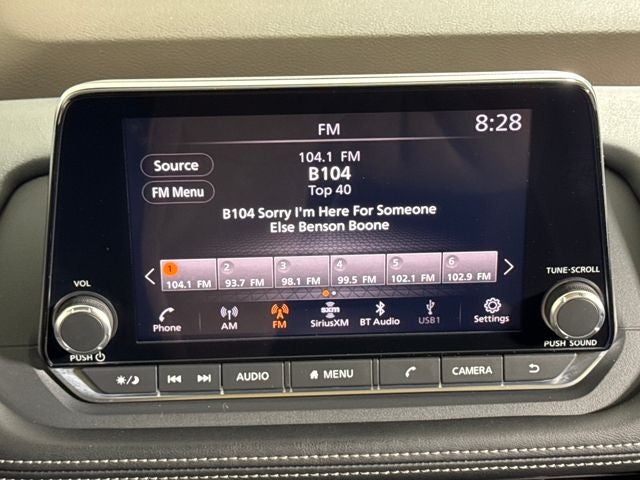 FM
8:28
Source
104.1 FM
B104
FM Menu
Top 40
B104 Sorry I'm Here For Someone
Else Benson Boone
1 2 3 4 5 6
104.1 FM 93.7 FM 98.1 FM 99.5 FM 102.1 FM 102.9 FM
VOL
TUNE·SCROLL
Phone AM FM SiriusXM BT Audio USB1 Settings
sxm
PUSH
PUSH SOUND
AUDIO MENU CAMERA